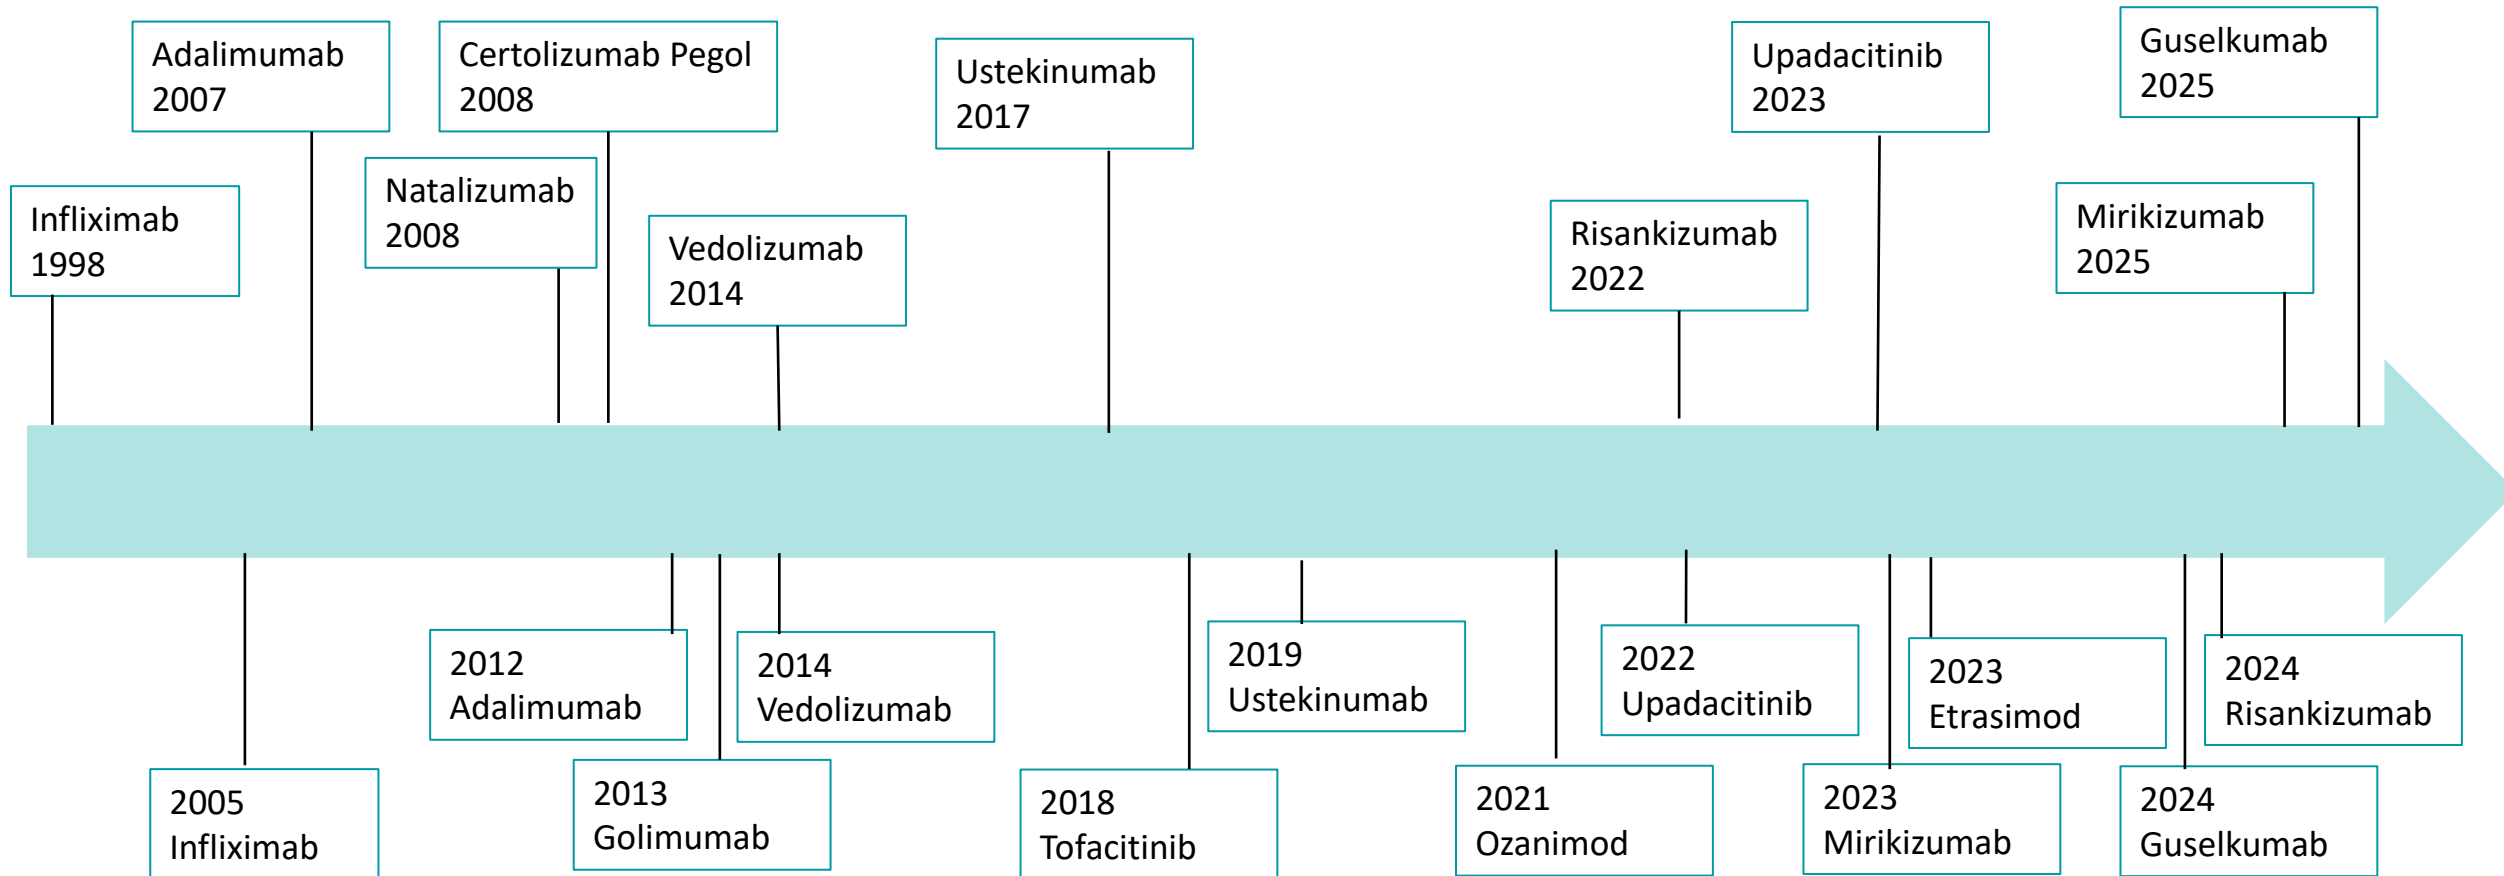 Infliximab
1998
Adalimumab
2007
Natalizumab
2008
Certolizumab Pegol
2008
Vedolizumab
2014
Ustekinumab
2017
Risankizumab
2022
Upadacitinib
2023
Mirikizumab
2025
Guselkumab
2025
2005
Infliximab
2012
Adalimumab
2013
Golimumab
2014
Vedolizumab
2018
Tofacitinib
2019
Ustekinumab
2021
Ozanimod
2022
Upadacitinib
2023
Mirikizumab
2023
Etrasimod
2024
Guselkumab
2024
Risankizumab